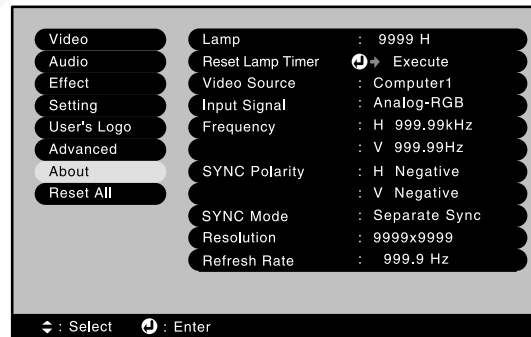 Video
Audio
Effect
Setting
User's Logo
Advanced
About
Reset All
Lamp : 9999 H
Reset Lamp Timer Execute
Video Source : Computer1
Input Signal : Analog-RGB
Frequency : H 999.99kHz
: V 999.99Hz
SYNC Polarity : H Negative
: V Negative
SYNC Mode : Separate Sync
Resolution : 9999x9999
Refresh Rate : 999.9 Hz
: Select : Enter